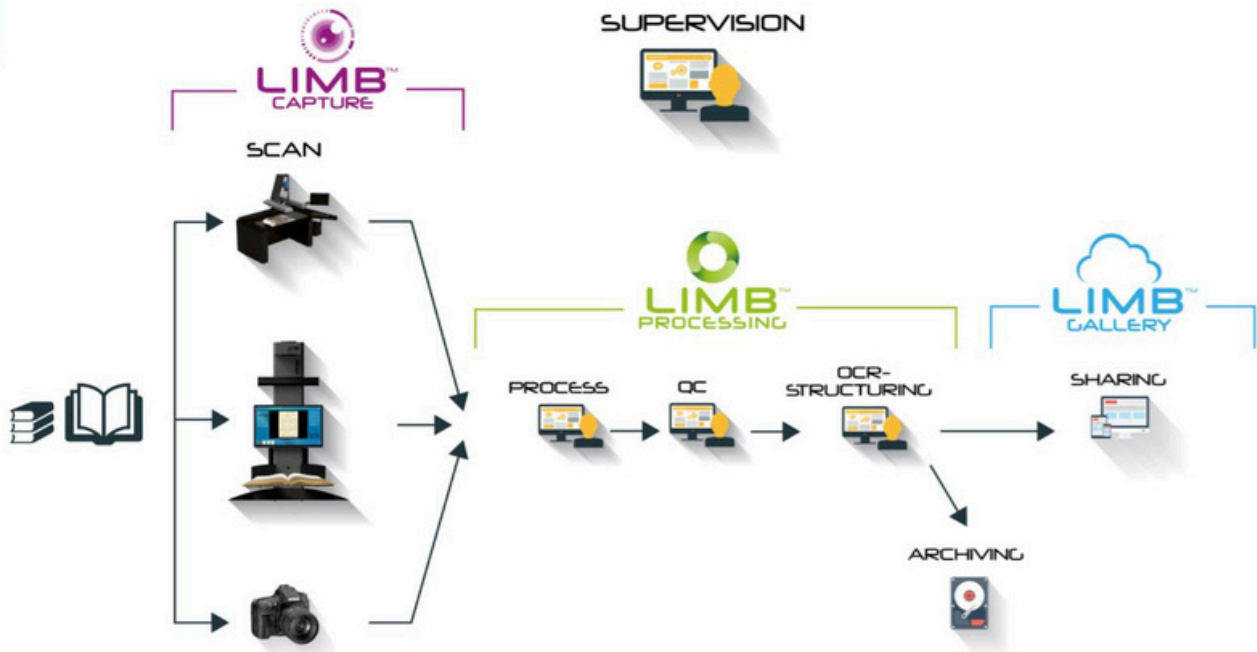 SUPERVISION
LIMB™
CAPTURE
SCAN
LIMB™
PROCESSING
LIMB™
GALLERY
PROCESS
QC
OCR-
STRUCTURING
SHARING
ARCHIVING